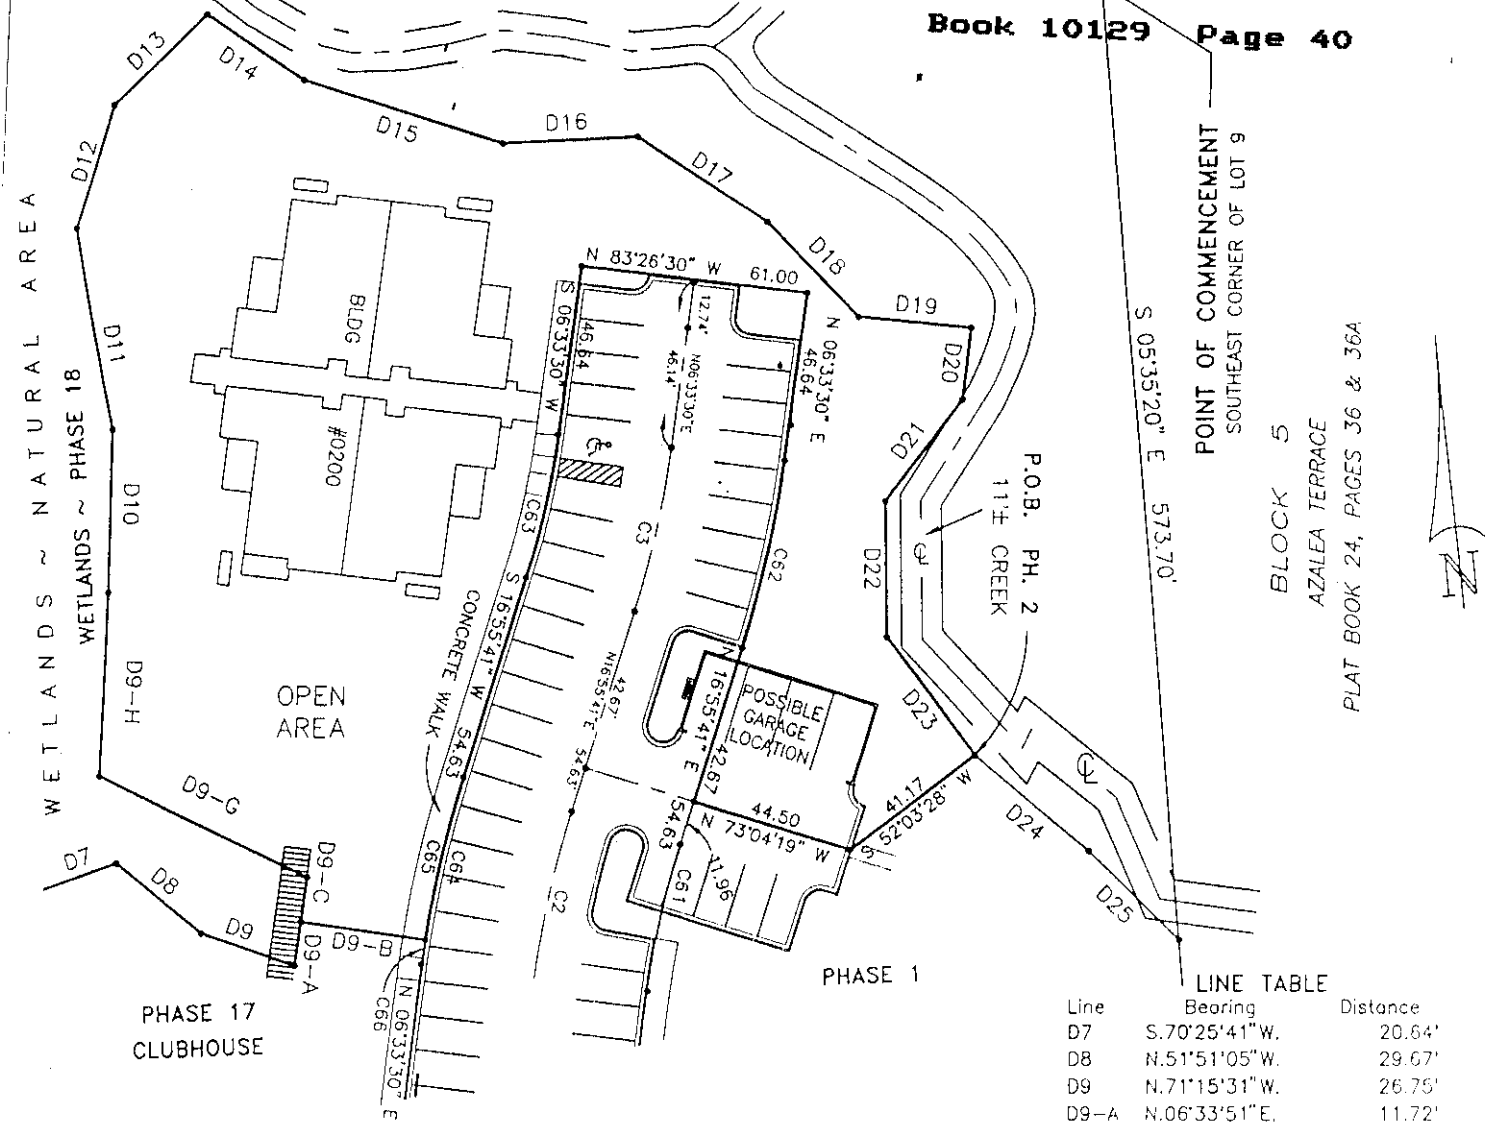 Book 10129 Page 40
D13
D14
D15
D16
D17
D18
D19
D20
D21
D22
D23
D24
D25
D12
D11
D10
D9-H
D9-G
D9-C
D9-B
D9-A
D7
D8
D9
WETLANDS ~ NATURAL AREA
WETLANDS ~ PHASE 18
BLDG
#0200
OPEN
AREA
CONCRETE WALK
N 83°26'30" W 61.00
S 06°33'30" W
46.64
12.74'
N06°33'30"E
46.14'
N 06°33'30" E
46.64
C63
C3
C62
S 16°55'41" W 54.63
N16°55'41"E
42.67'
54.63'
N 16°55'41" E 42.67
54.63
POSSIBLE
GARAGE
LOCATION
44.50
N 73°04'19" W
41.17
S 52°03'28" W
11.96
C61
C2
C64
C65
C66
N 06°33'30" E
P.O.B. PH. 2
11'± CREEK
℄
℄
POINT OF COMMENCEMENT
SOUTHEAST CORNER OF LOT 9
S 05°35'20" E 573.70'
BLOCK 5
AZALEA TERRACE
PLAT BOOK 24, PAGES 36 & 36A
N
PHASE 1
PHASE 17
CLUBHOUSE
LINE TABLE
Line Bearing Distance
D7 S.70°25'41"W. 20.64'
D8 N.51°51'05"W. 29.67'
D9 N.71°15'31"W. 26.75'
D9-A N.06°33'51"E. 11.72'